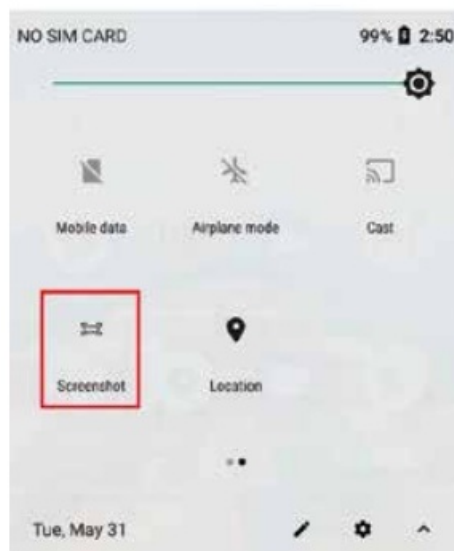 NO SIM CARD 99% 2:50
Mobile data Airplane mode Cast
Screenshot Location
Tue, May 31